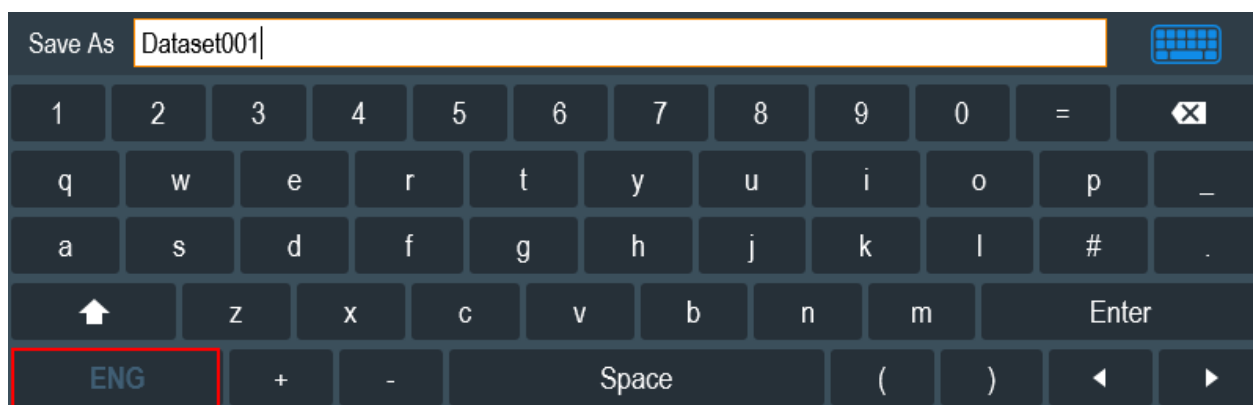 Save As Dataset001
1 2 3 4 5 6 7 8 9 0 =
q w e r t y u i o p _
a s d f g h j k l # .
z x c v b n m Enter
ENG + - Space ( )